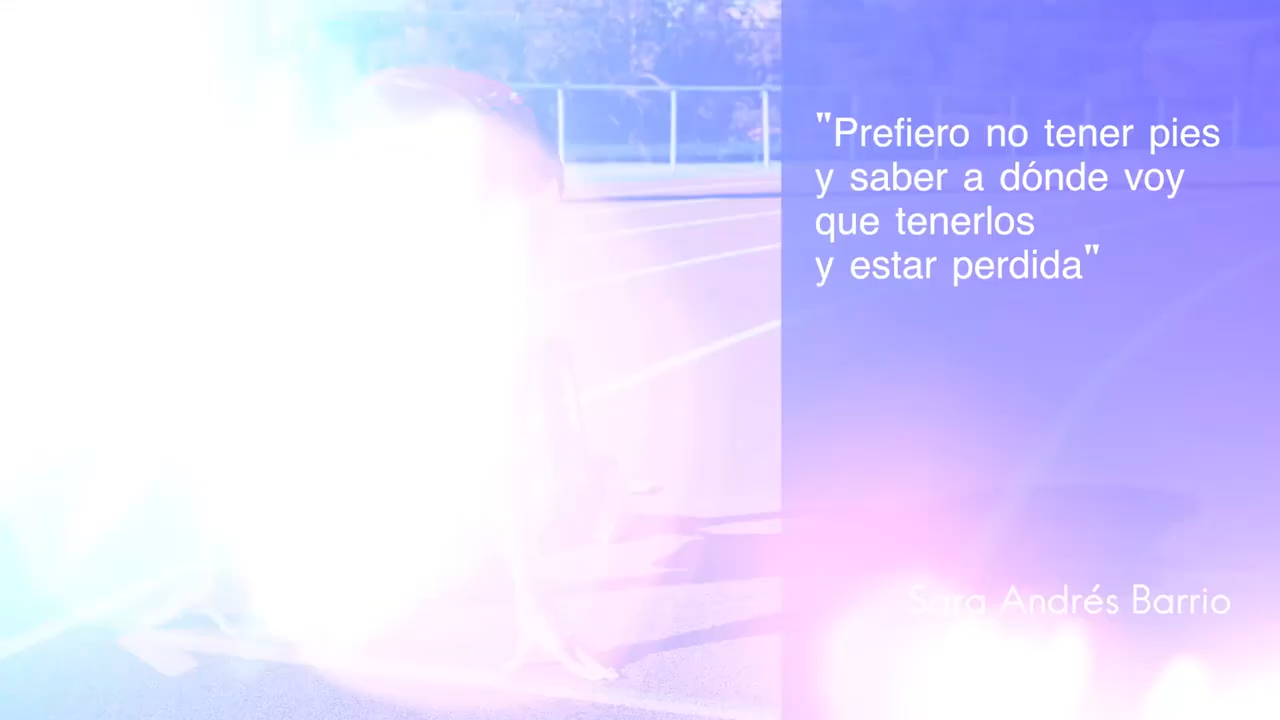 "Prefiero no tener pies
y saber a dónde voy
que tenerlos
y estar perdida"
Sara Andrés Barrio